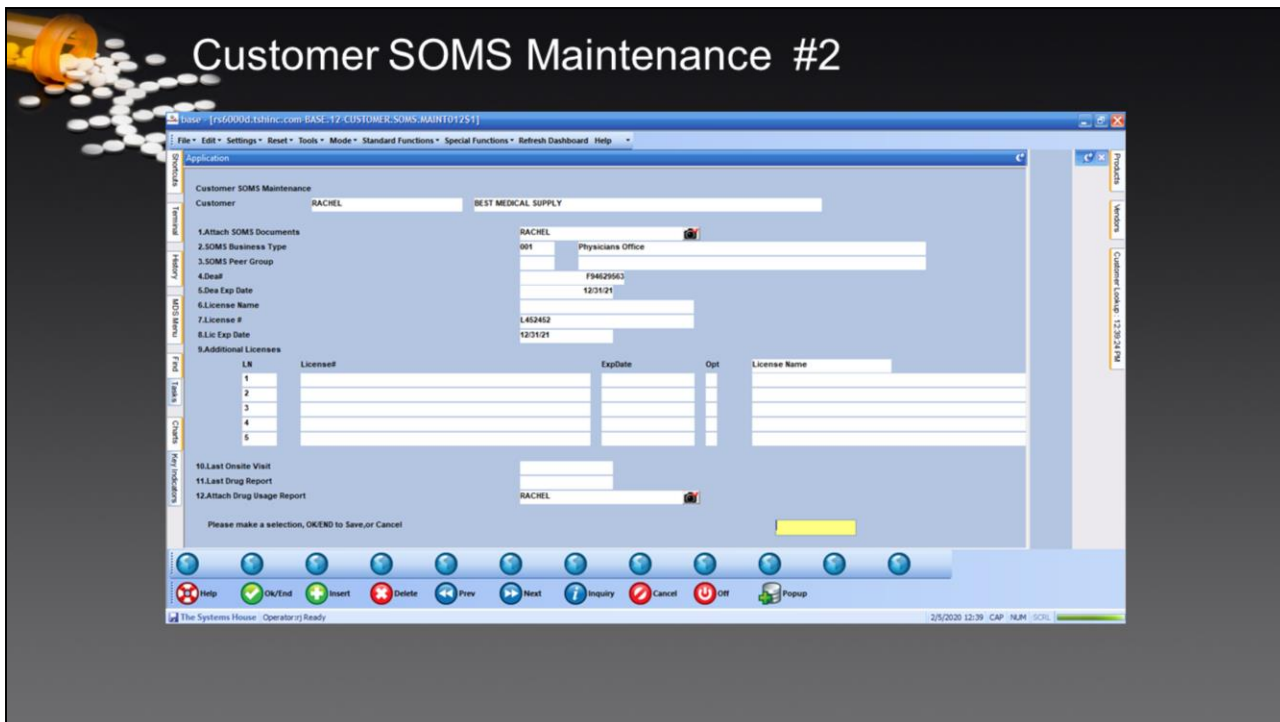 Customer SOMS Maintenance #2
base - [rs6000d.tshinc.com-BASE.12-CUSTOMER.SOMS.MAINT01251]
File Edit Settings Reset Tools Mode Standard Functions Special Functions Refresh Dashboard Help
Application
Shortcuts
Terminal
History
MDS Menu
Find
Tasks
Charts
Key Indicators
Customer SOMS Maintenance
Customer RACHEL BEST MEDICAL SUPPLY
1.Attach SOMS Documents RACHEL
2.SOMS Business Type 001 Physicians Office
3.SOMS Peer Group
4.Dea# F94629563
5.Dea Exp Date 12/31/21
6.License Name
7.License # L452452
8.Lic Exp Date 12/31/21
9.Additional Licenses
LN License# ExpDate Opt License Name
1
2
3
4
5
10.Last Onsite Visit
11.Last Drug Report
12.Attach Drug Usage Report RACHEL
Please make a selection, OK/END to Save,or Cancel
Products
Vendors
Customer Lookup : 12:39:24 PM
Help Ok/End Insert Delete Prev Next Inquiry Cancel Off Popup
The Systems House Operator:rj Ready 2/5/2020 12:39 CAP NUM SCRL